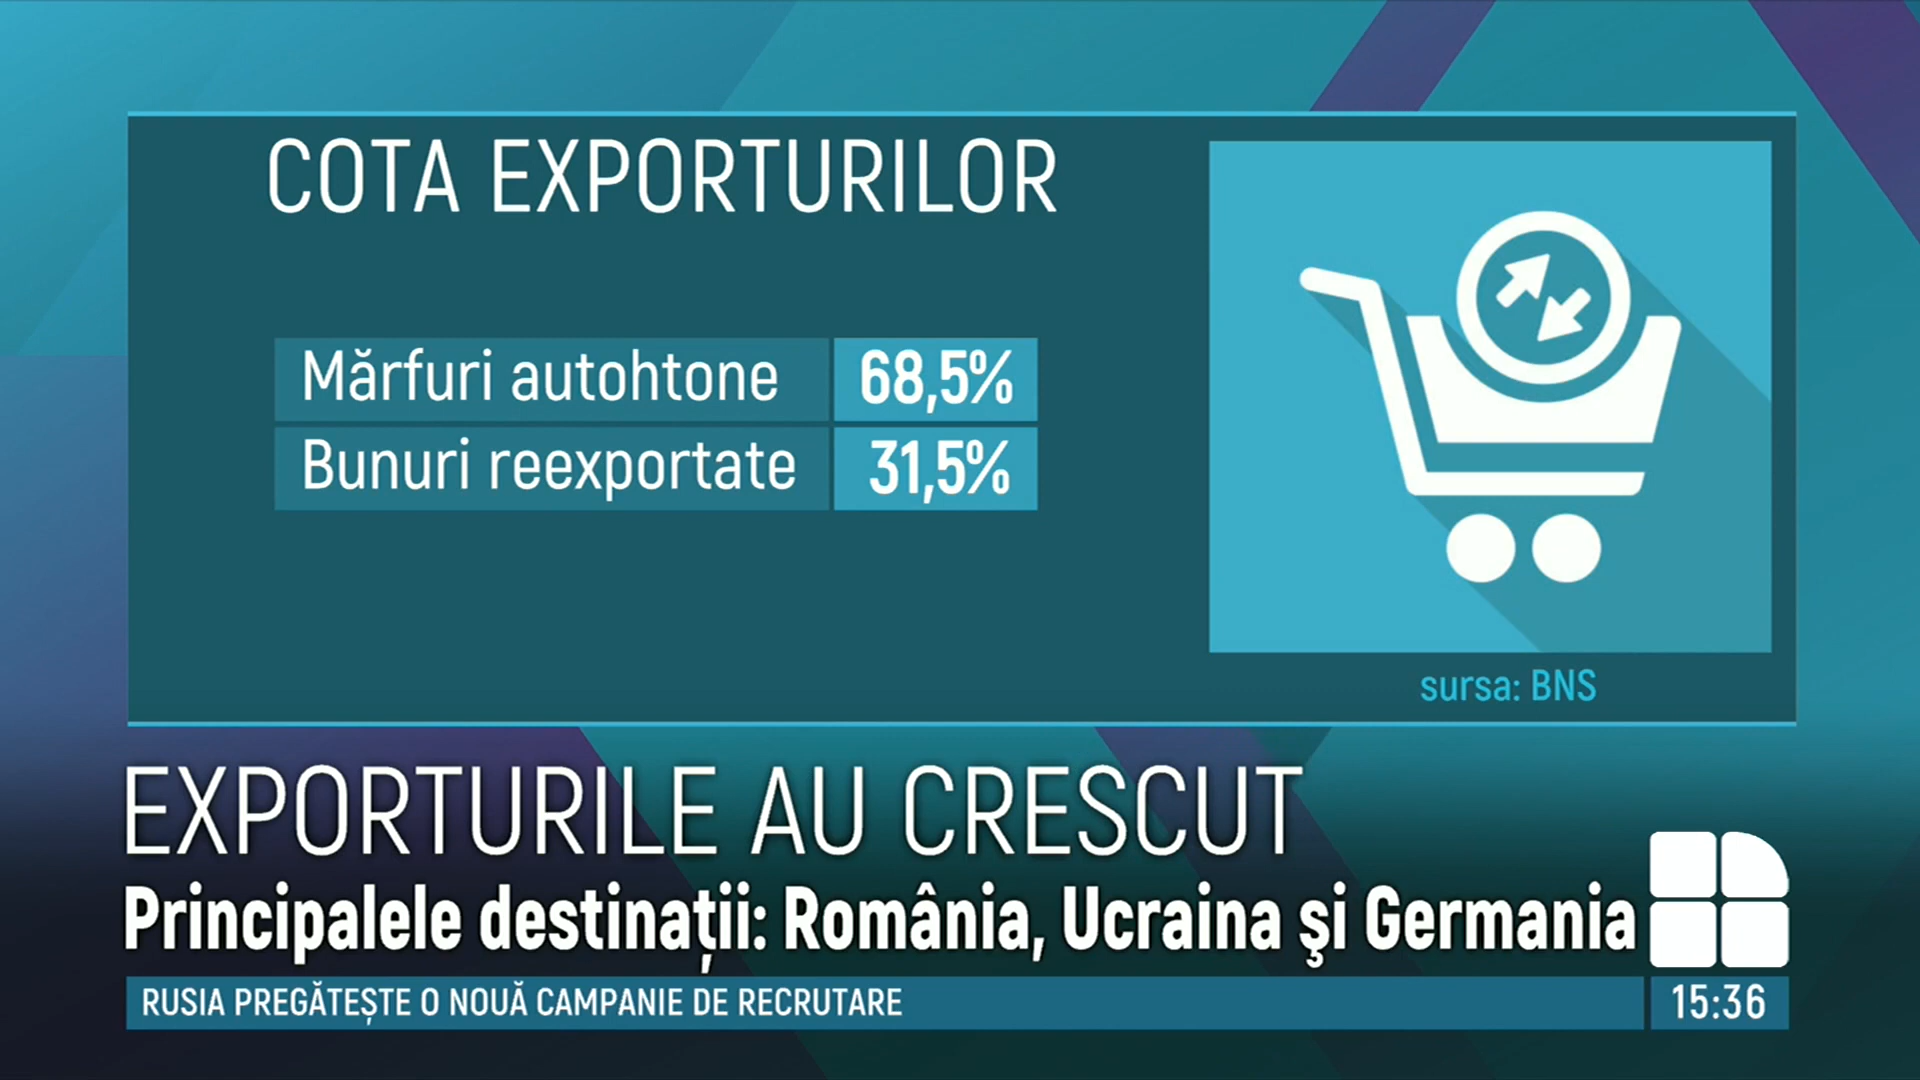 COTA EXPORTURILOR
Mărfuri autohtone 68,5%
Bunuri reexportate 31,5%
sursa: BNS
EXPORTURILE AU CRESCUT
Principalele destinații: România, Ucraina şi Germania
RUSIA PREGĂTEȘTE O NOUĂ CAMPANIE DE RECRUTARE
15:36